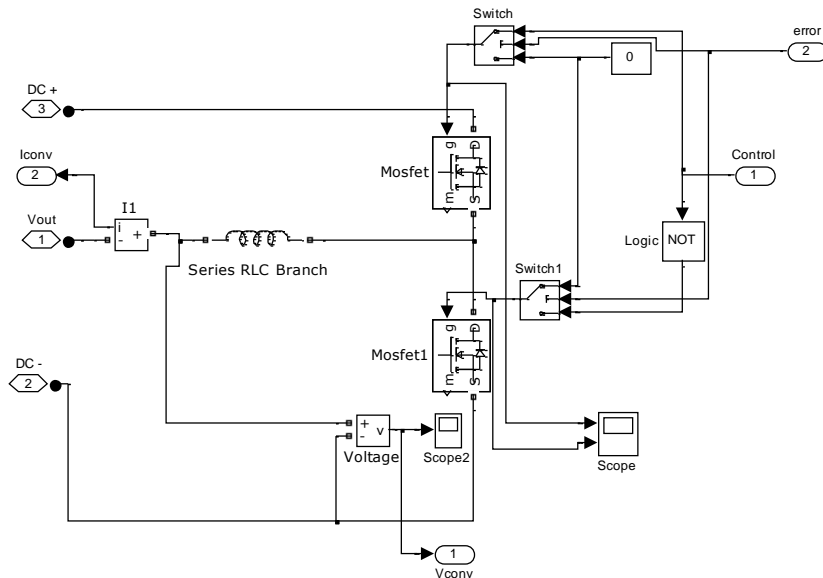 Switch
error
2
0
DC +
3
g
D
Mosfet
m
S
Iconv
2
Control
1
I1
Vout
i
-
+
1
Logic
NOT
Series RLC Branch
Switch1
g
D
Mosfet1
m
S
DC -
2
+
-
v
Voltage
Scope2
Scope
1
Vconv